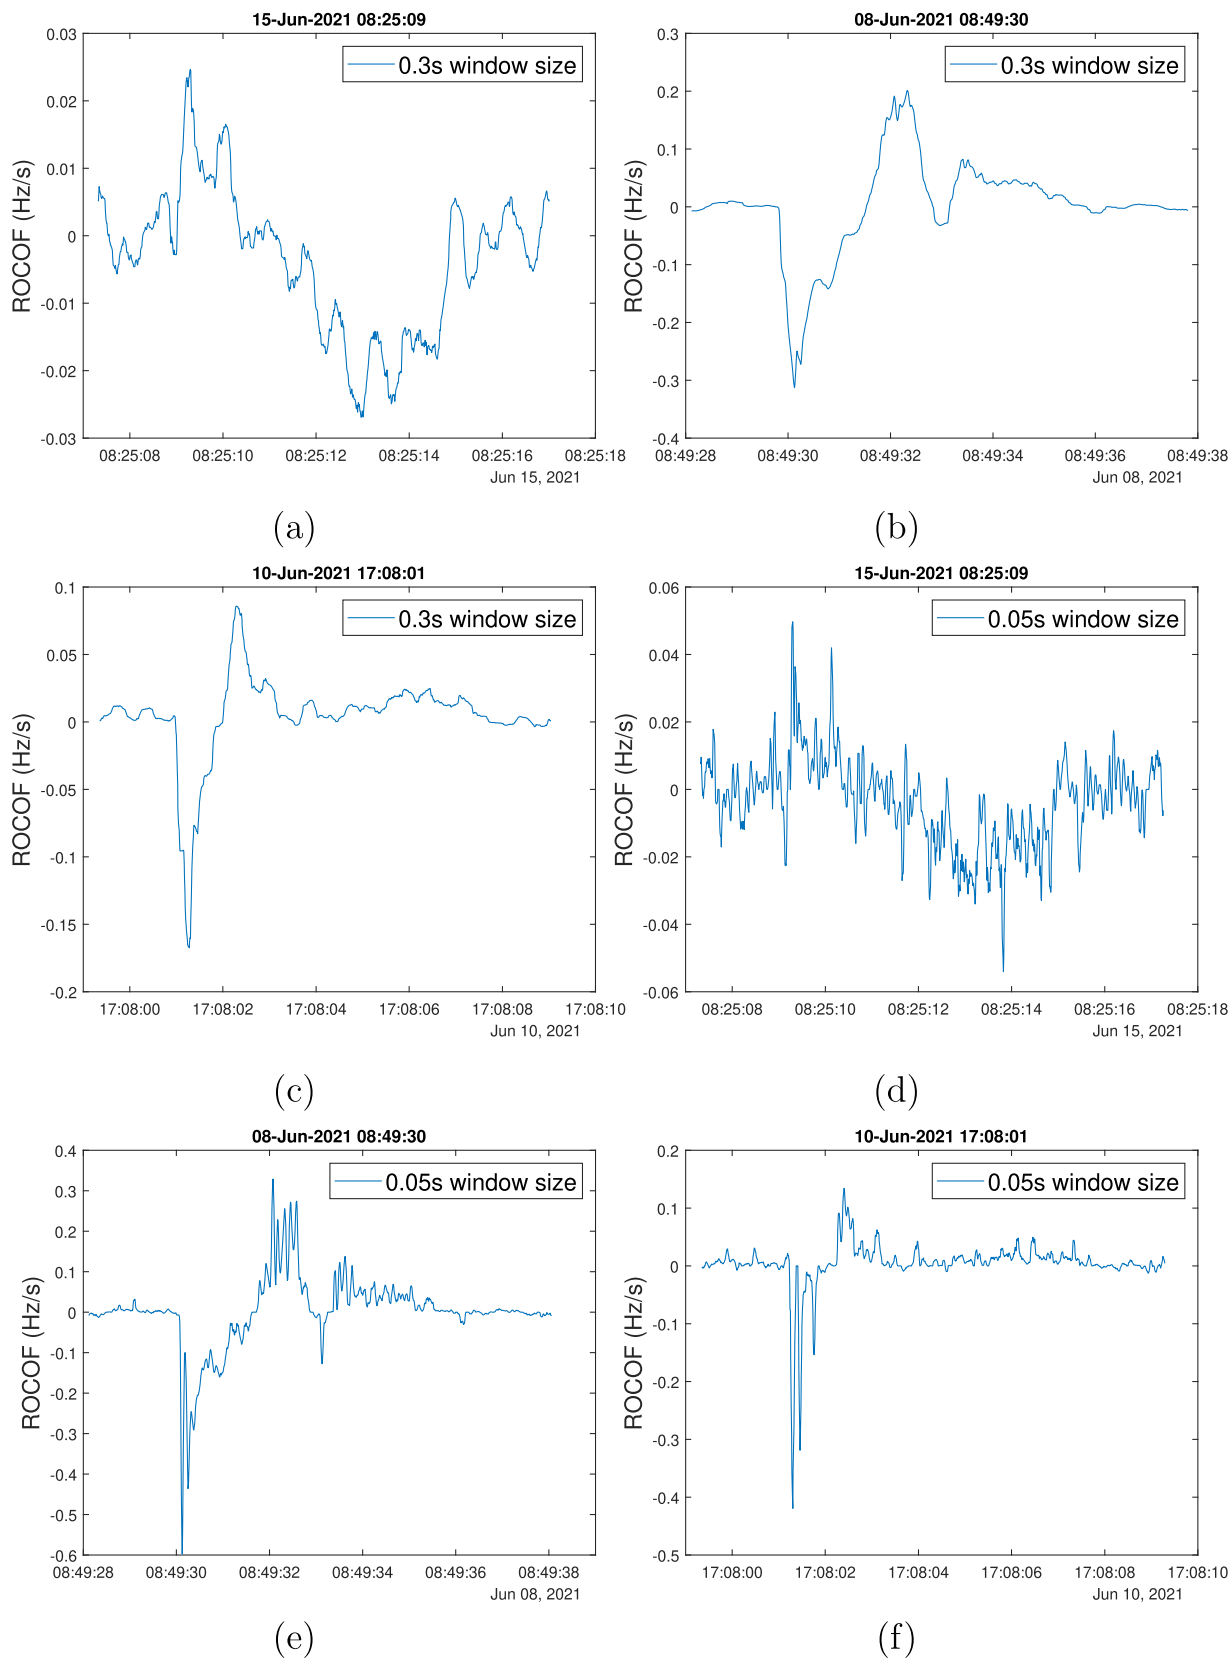 15-Jun-2021 08:25:09
0.3s window size
ROCOF (Hz/s)
0.03
0.02
0.01
0
-0.01
-0.02
-0.03
08:25:08 08:25:10 08:25:12 08:25:14 08:25:16 08:25:18
Jun 15, 2021
(a)
08-Jun-2021 08:49:30
0.3s window size
ROCOF (Hz/s)
0.3
0.2
0.1
0
-0.1
-0.2
-0.3
-0.4
08:49:28 08:49:30 08:49:32 08:49:34 08:49:36 08:49:38
Jun 08, 2021
(b)
10-Jun-2021 17:08:01
0.3s window size
ROCOF (Hz/s)
0.1
0.05
0
-0.05
-0.1
-0.15
-0.2
17:08:00 17:08:02 17:08:04 17:08:06 17:08:08 17:08:10
Jun 10, 2021
(c)
15-Jun-2021 08:25:09
0.05s window size
ROCOF (Hz/s)
0.06
0.04
0.02
0
-0.02
-0.04
-0.06
08:25:08 08:25:10 08:25:12 08:25:14 08:25:16 08:25:18
Jun 15, 2021
(d)
08-Jun-2021 08:49:30
0.05s window size
ROCOF (Hz/s)
0.4
0.3
0.2
0.1
0
-0.1
-0.2
-0.3
-0.4
-0.5
-0.6
08:49:28 08:49:30 08:49:32 08:49:34 08:49:36 08:49:38
Jun 08, 2021
(e)
10-Jun-2021 17:08:01
0.05s window size
ROCOF (Hz/s)
0.2
0.1
0
-0.1
-0.2
-0.3
-0.4
-0.5
17:08:00 17:08:02 17:08:04 17:08:06 17:08:08 17:08:10
Jun 10, 2021
(f)